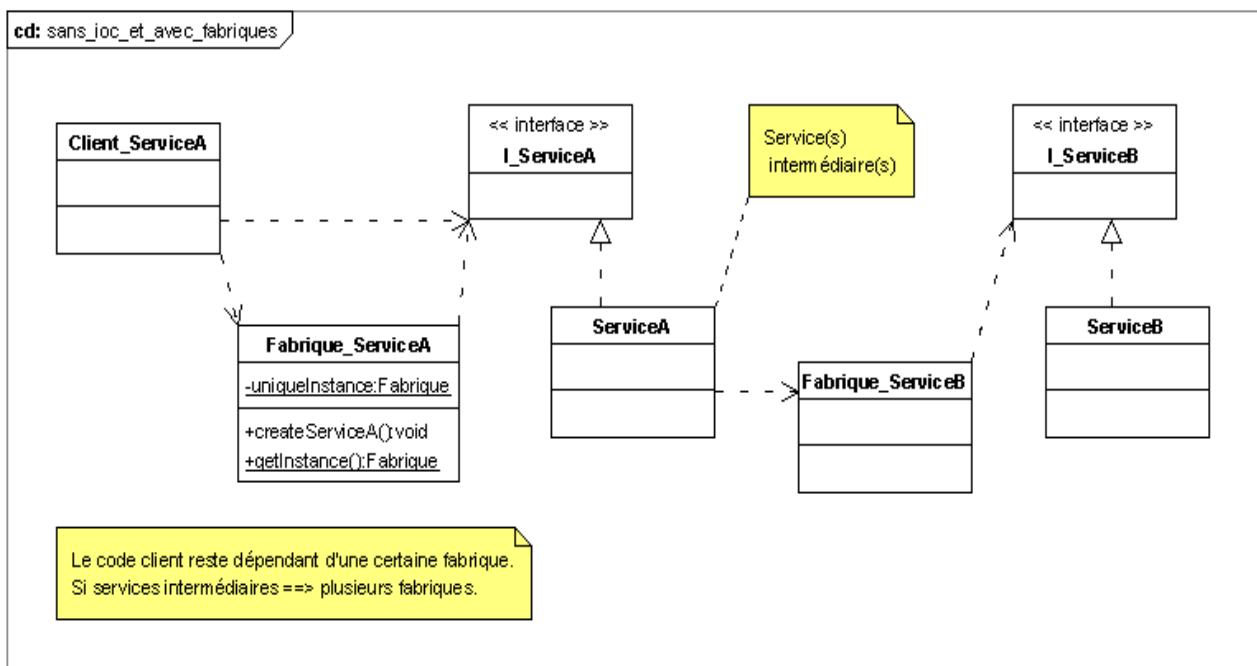 cd: sans_ioc_et_avec_fabriques
Client_ServiceA
<< interface >>
I_ServiceA
Service(s)
intermédiaire(s)
<< interface >>
I_ServiceB
Fabrique_ServiceA
-uniqueInstance:Fabrique
+createServiceA():void
+getInstance():Fabrique
ServiceA
Fabrique_ServiceB
ServiceB
Le code client reste dépendant d'une certaine fabrique.
Si services intermédiaires ==> plusieurs fabriques.